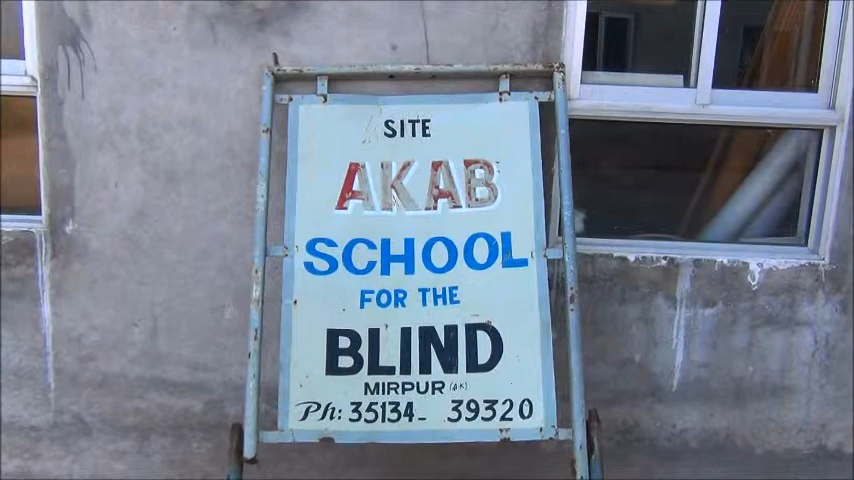 SITE
AKAB
SCHOOL
FOR THE
BLIND
MIRPUR (AK)
Ph: 35134 - 39320